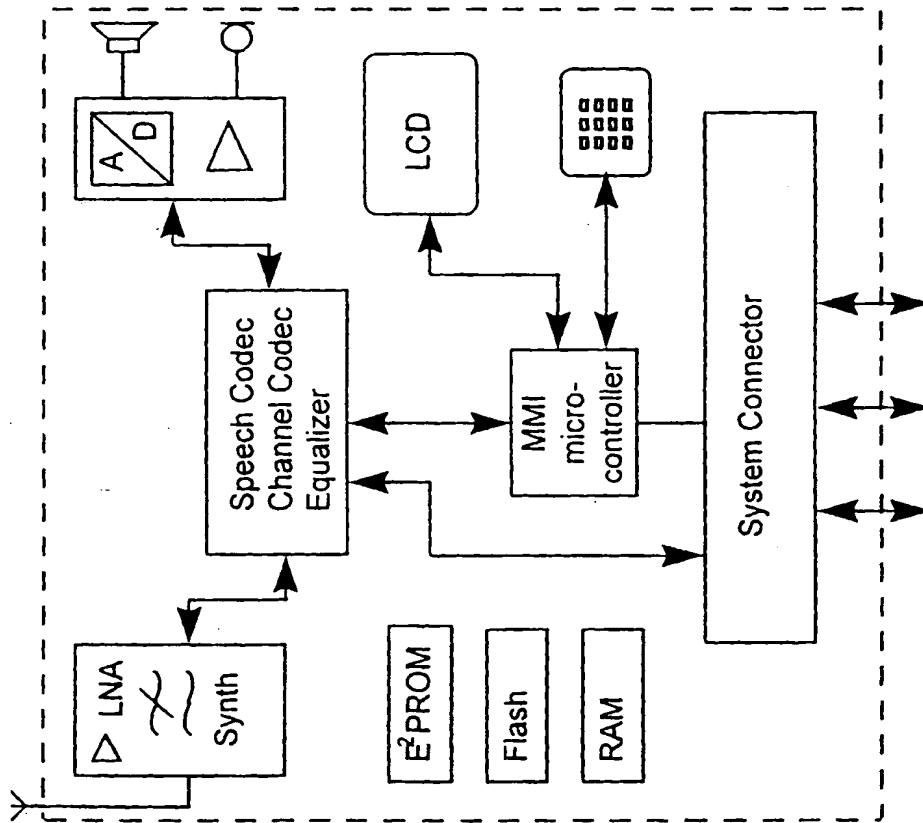 LNA
Synth
Speech Codec
Channel Codec
Equalizer
A
D
E²PROM
Flash
RAM
MMI
micro-
controller
LCD
System Connector